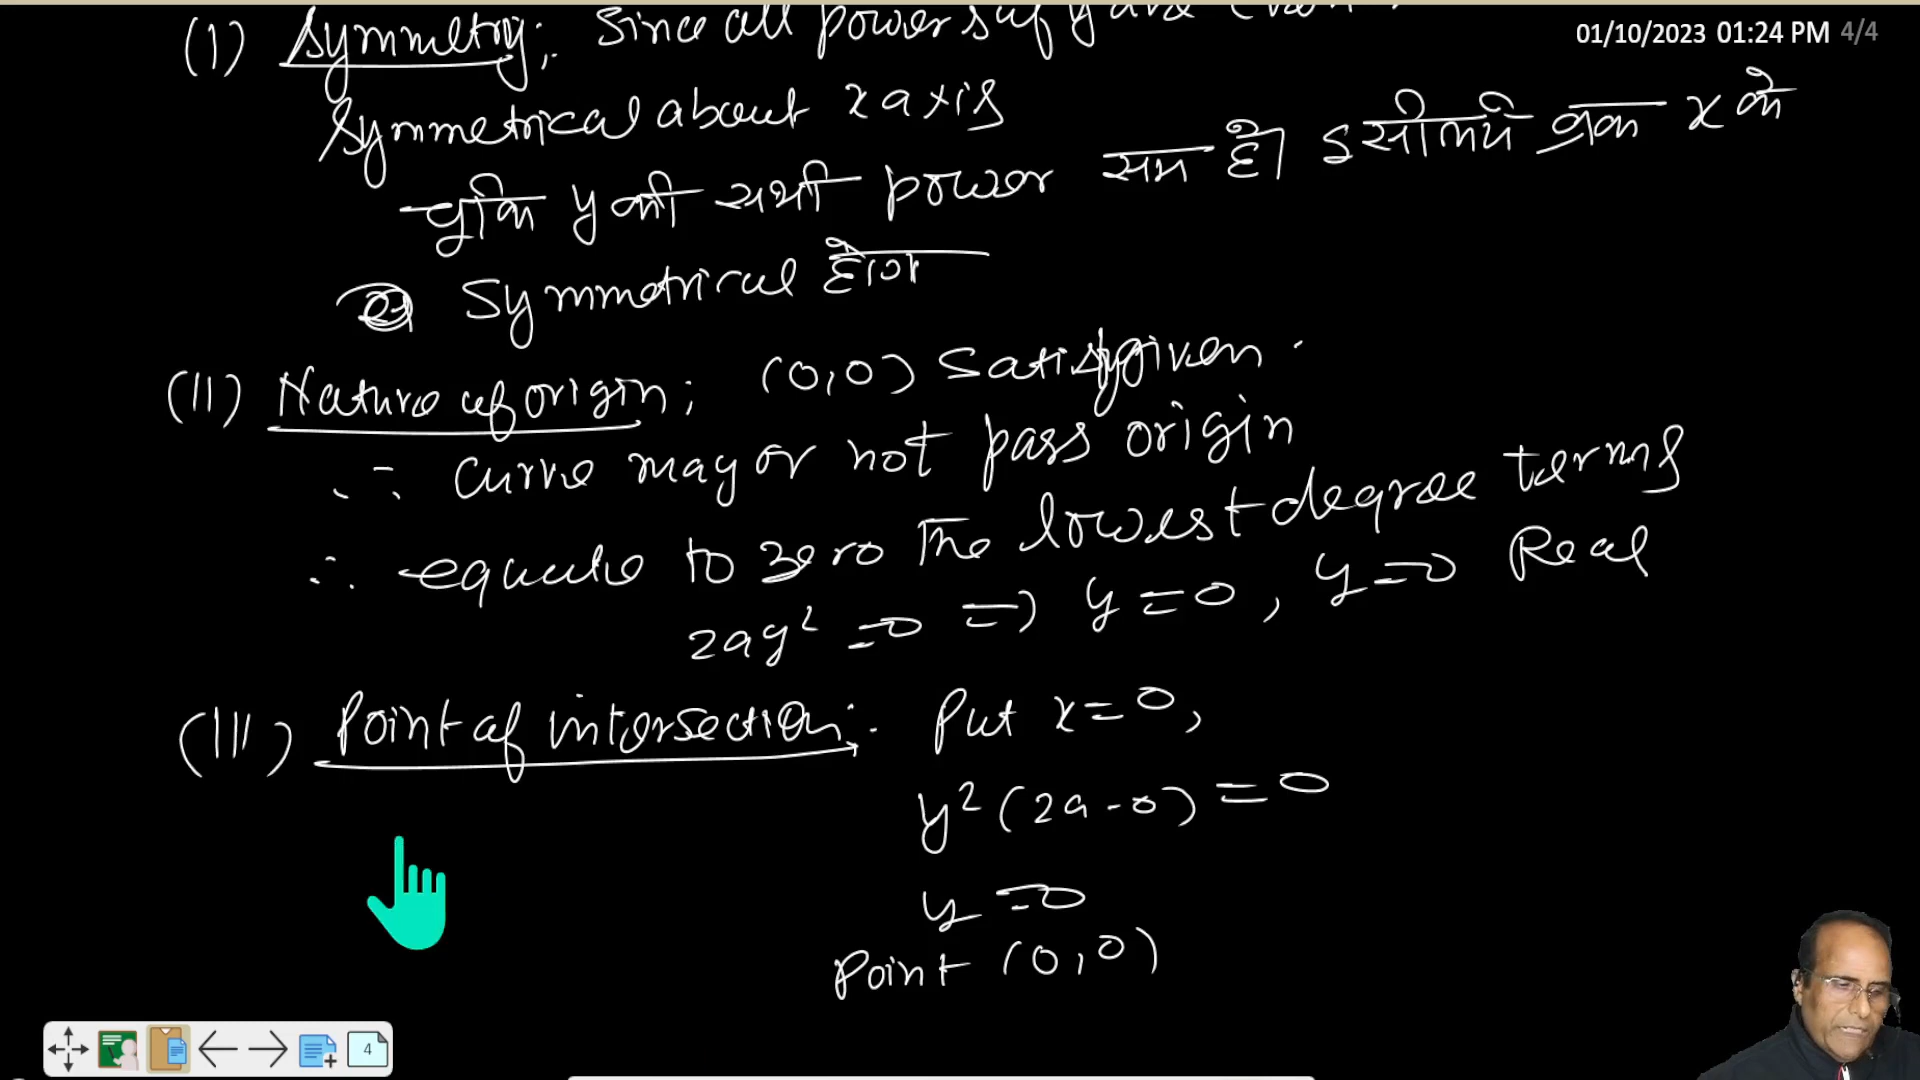 (I) Symmetry: Since all powers of y are even.
01/10/2023 01:24 PM 4/4
Symmetrical about x axis
चूंकि y की सभी power सम है। इसीलिये वक्र x के
Symmetrical होगा
(II) Nature of origin; (0,0) Satisfy given.
∴ Curve may or not pass origin
∴ equate to zero The lowest degree terms
2ay² = 0 ⇒ y = 0, y = 0 Real
(III) Point of intersection:- Put x = 0,
y² (2a - 0) = 0
y = 0
Point (0,0)
4